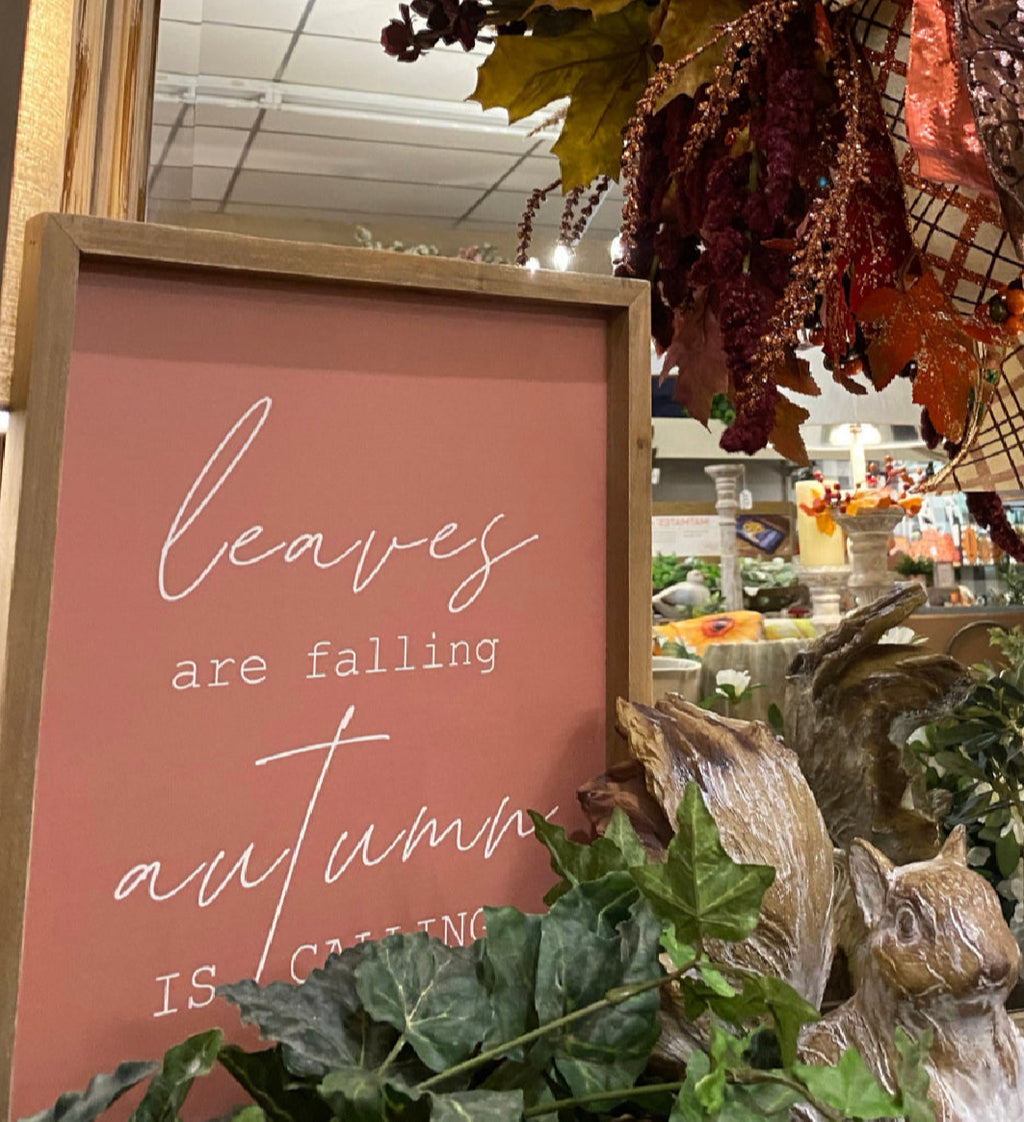 leaves
are falling
autumn
IS CALLING